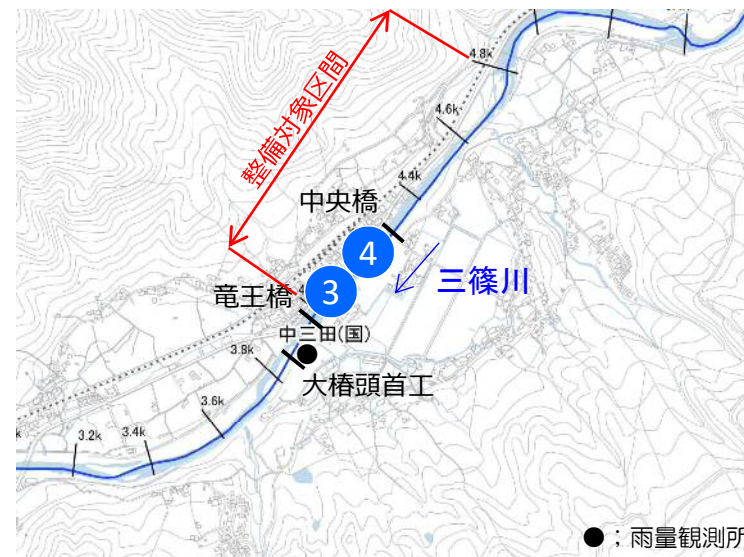 4.8k
整備対象区間
4.6k
4.4k
中央橋
4
三篠川
竜王橋
3
中三田(国)
3.8k
大椿頭首工
3.6k
3.4k
3.2k
k
●;雨量観測所